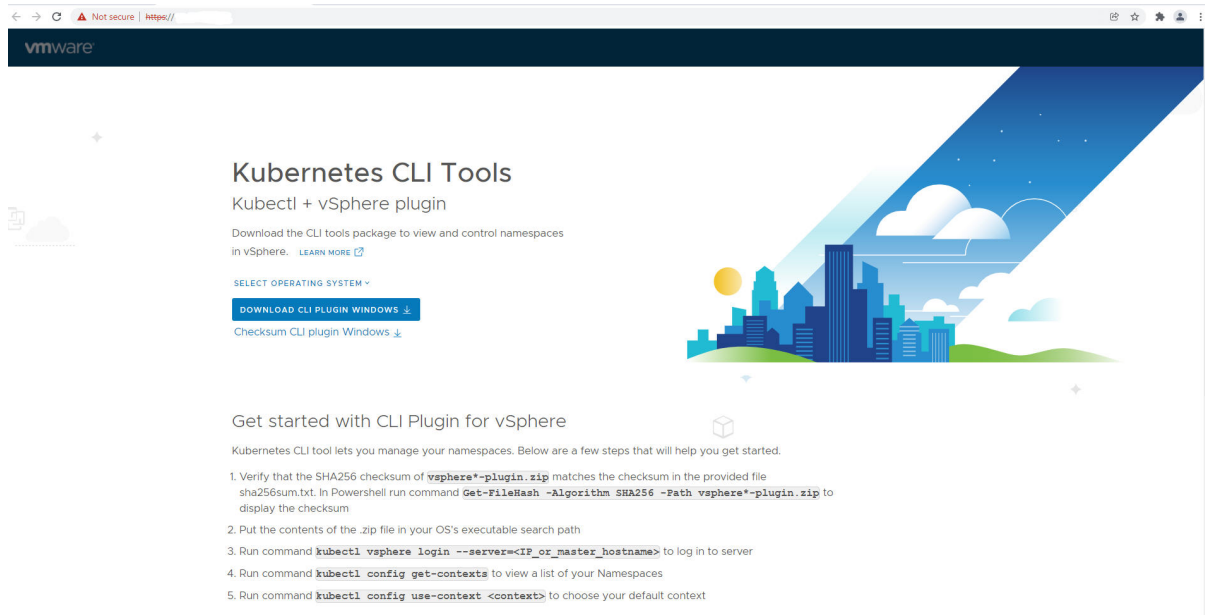 Not secure | https://
vmware
Kubernetes CLI Tools
Kubectl + vSphere plugin
Download the CLI tools package to view and control namespaces
in vSphere. LEARN MORE
SELECT OPERATING SYSTEM
DOWNLOAD CLI PLUGIN WINDOWS
Checksum CLI plugin Windows
Get started with CLI Plugin for vSphere
Kubernetes CLI tool lets you manage your namespaces. Below are a few steps that will help you get started.
1. Verify that the SHA256 checksum of vsphere*-plugin.zip matches the checksum in the provided file
sha256sum.txt. In Powershell run command Get-FileHash -Algorithm SHA256 -Path vsphere*-plugin.zip to
display the checksum
2. Put the contents of the .zip file in your OS's executable search path
3. Run command kubectl vsphere login --server=<IP_or_master_hostname> to log in to server
4. Run command kubectl config get-contexts to view a list of your Namespaces
5. Run command kubectl config use-context <context> to choose your default context